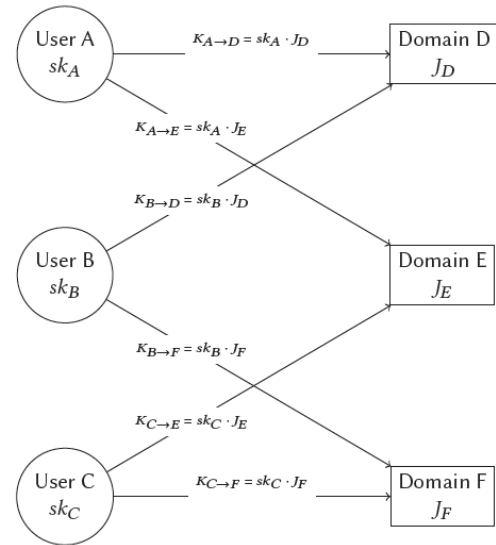 User A
sk_A
K_{A→D} = sk_A · J_D
Domain D
J_D
K_{A→E} = sk_A · J_E
K_{B→D} = sk_B · J_D
User B
sk_B
Domain E
J_E
K_{B→F} = sk_B · J_F
K_{C→E} = sk_C · J_E
User C
sk_C
K_{C→F} = sk_C · J_F
Domain F
J_F